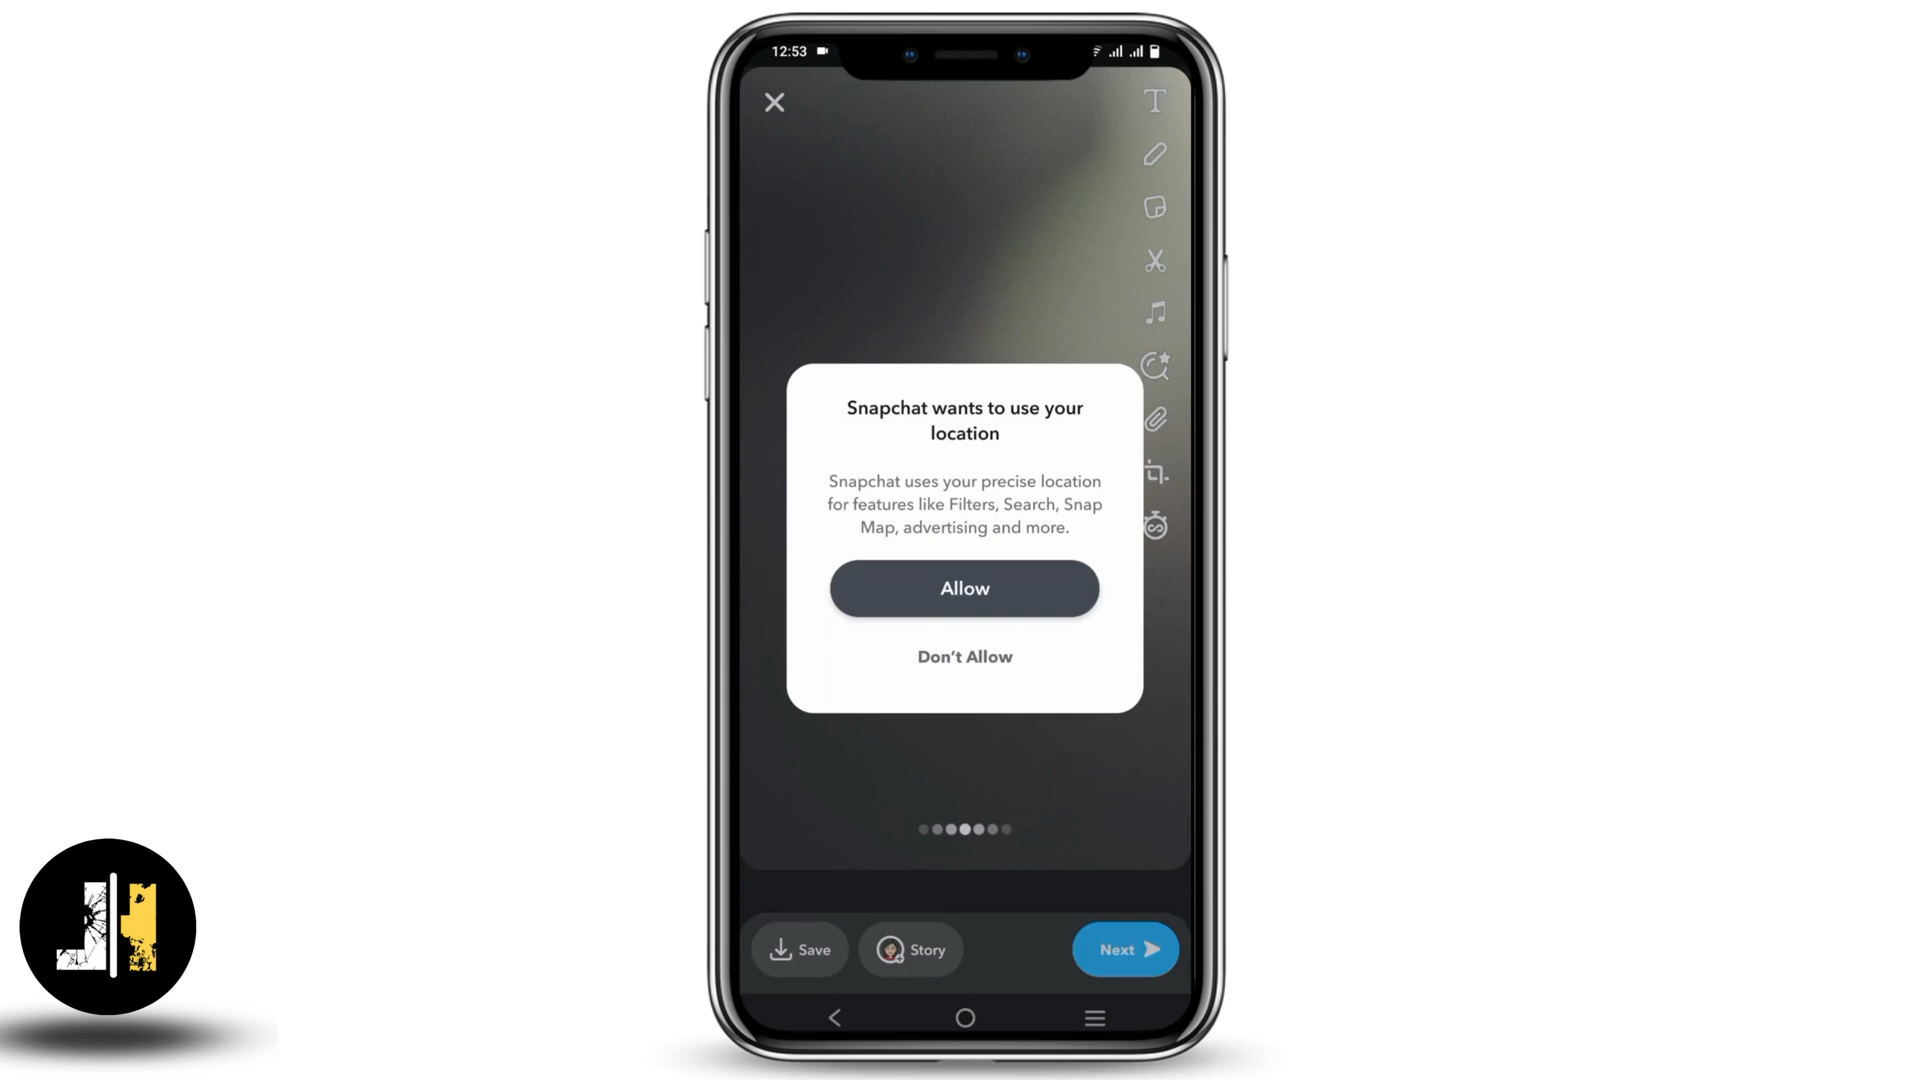 12:53
T
Snapchat wants to use your
location
Snapchat uses your precise location
for features like Filters, Search, Snap
Map, advertising and more.
Allow
Don't Allow
Save
Story
Next